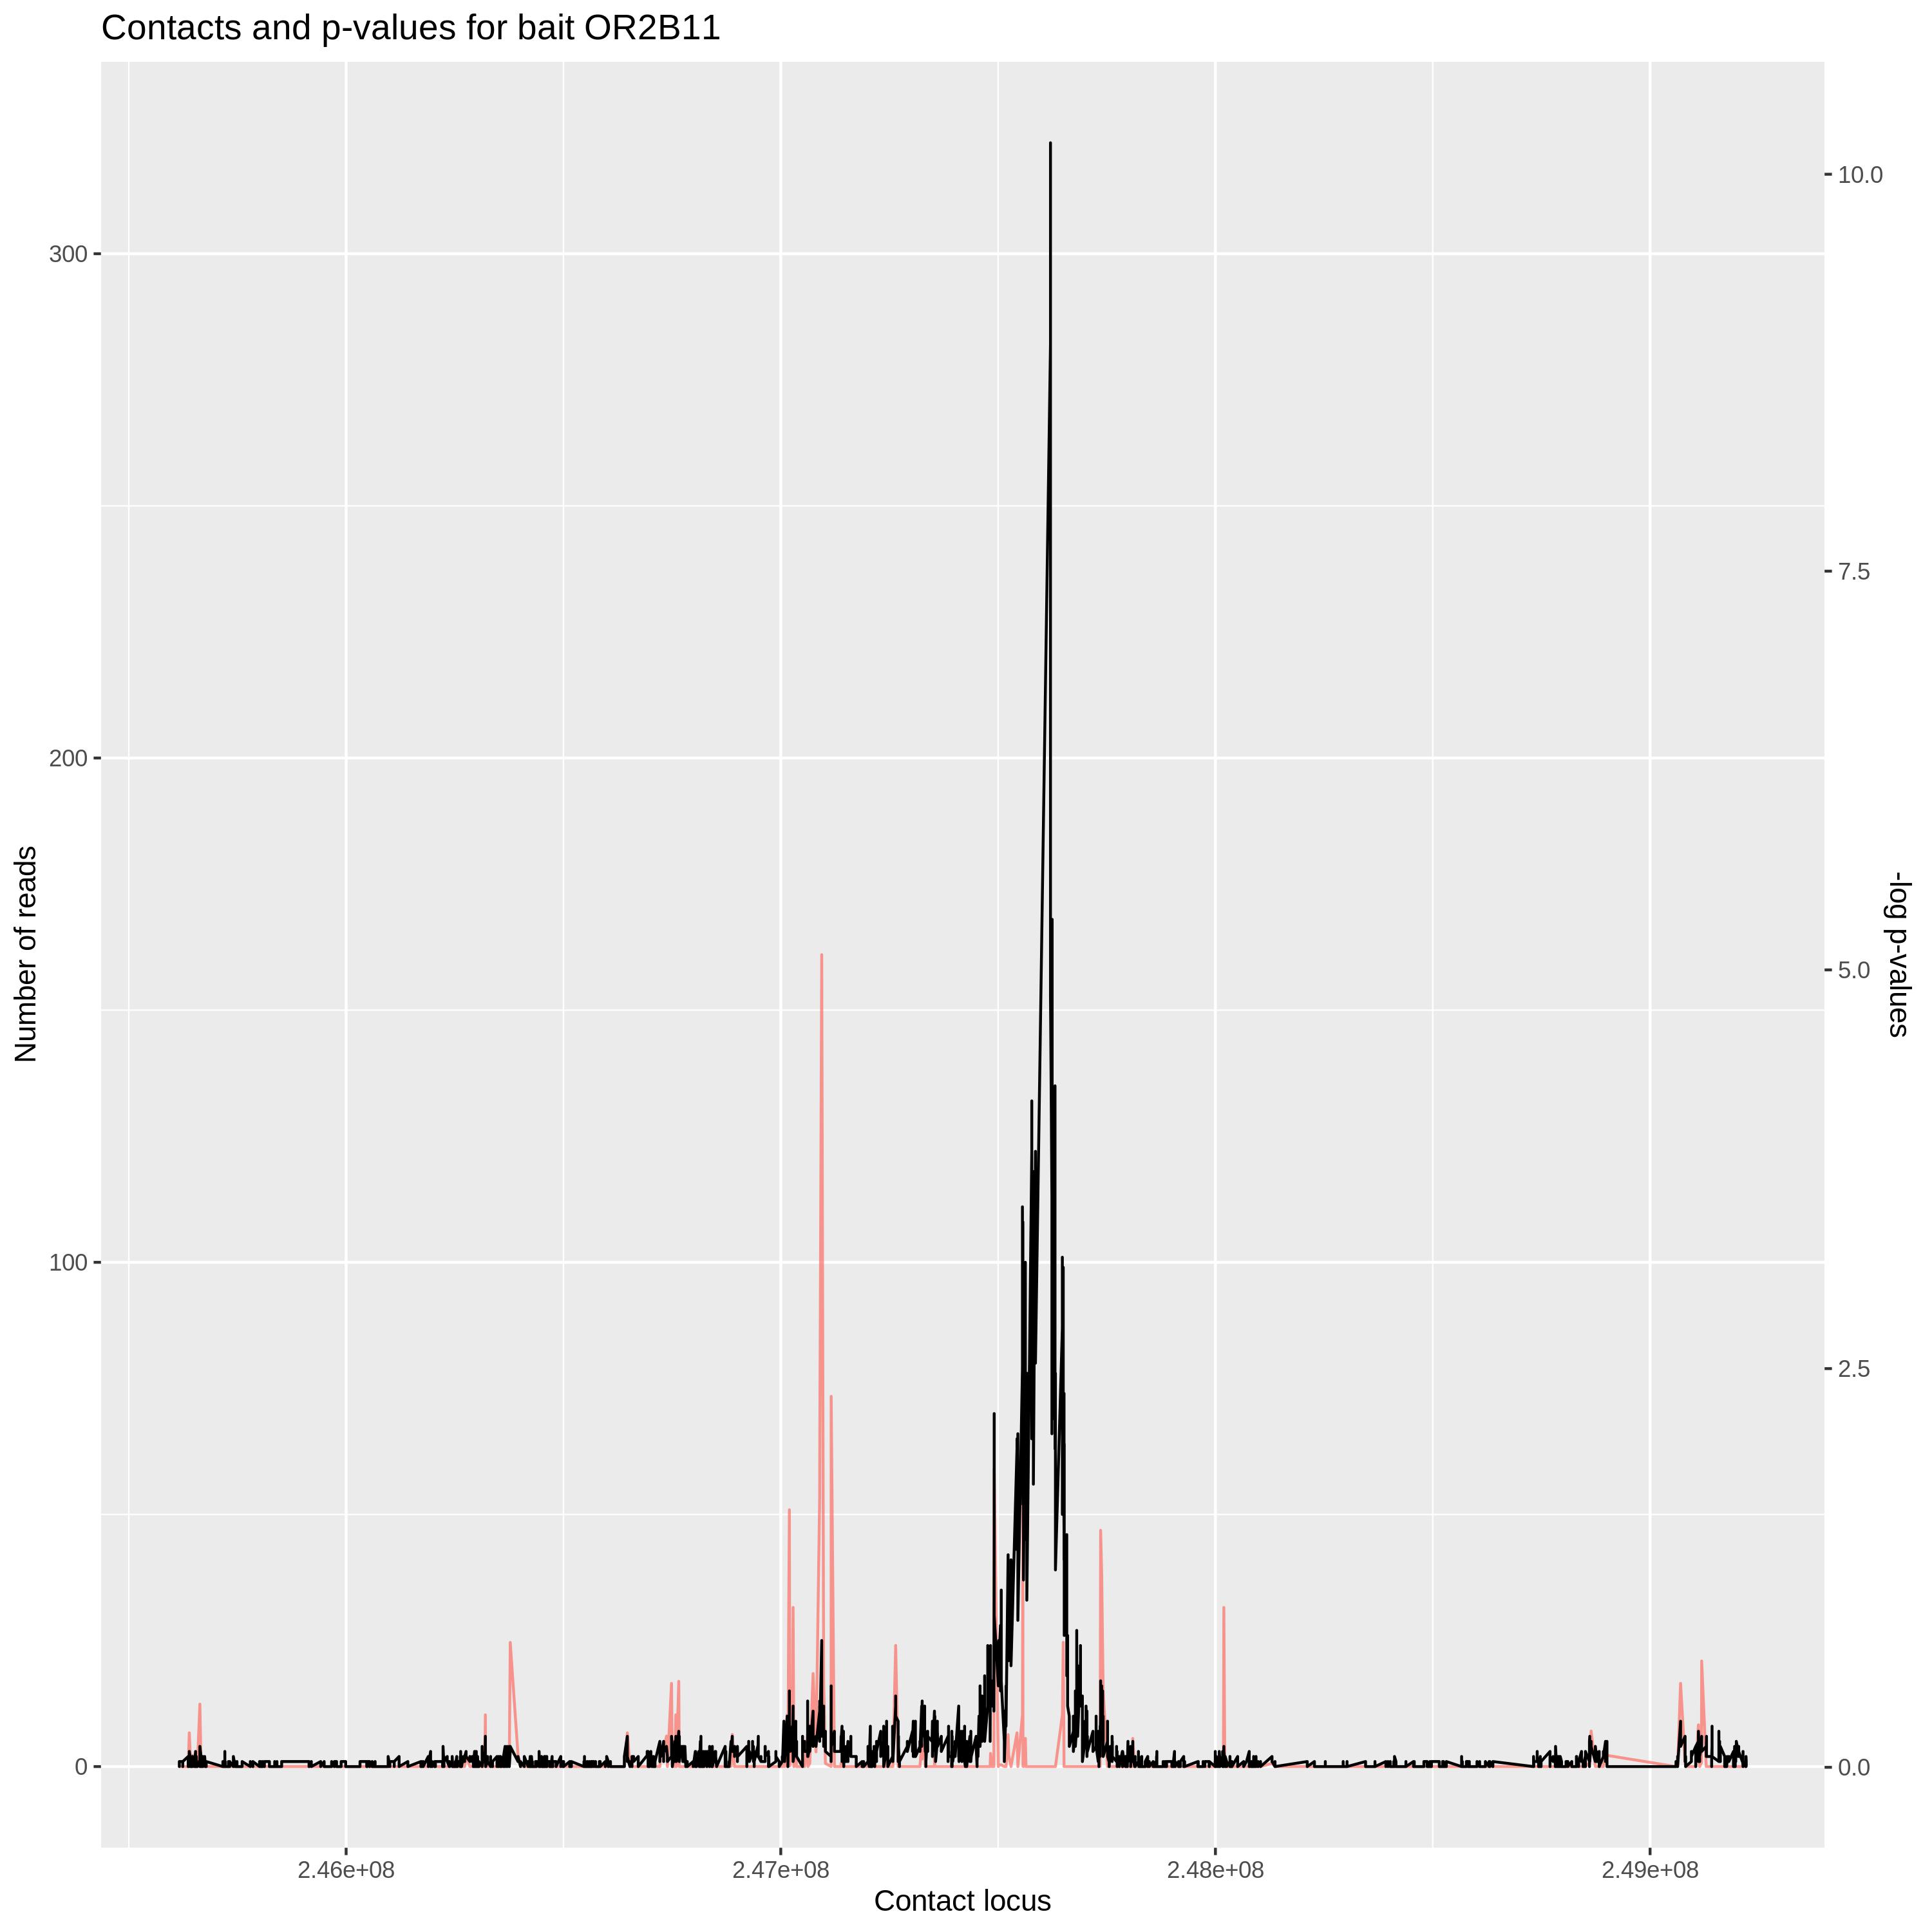 Contacts and p-values for bait OR2B11
300
200
100
0
Number of reads
10.0
7.5
5.0
2.5
0.0
-log p-values
2.46e+08
2.47e+08
2.48e+08
2.49e+08
Contact locus